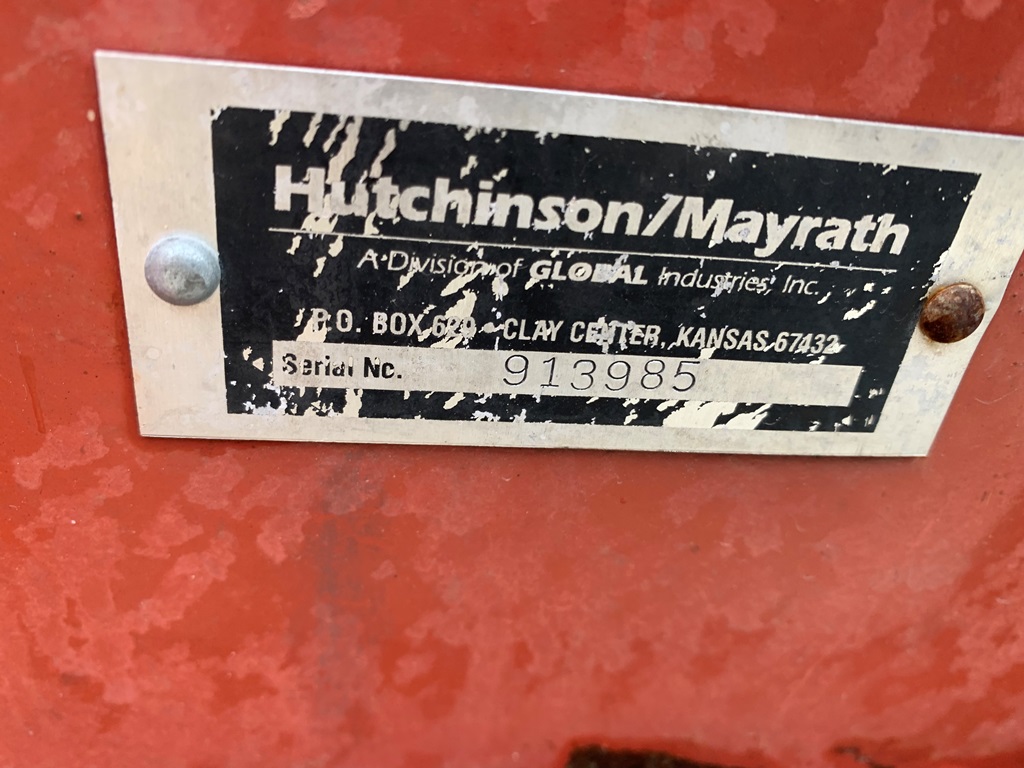 Hutchinson/Mayrath
A Division of GLOBAL Industries, Inc.
P.O. BOX 629 - CLAY CENTER, KANSAS 67432
Serial No. 913985